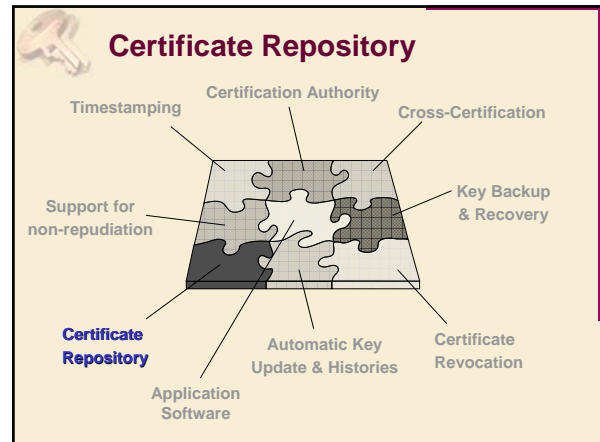 Certificate Repository
Certification Authority
Timestamping
Cross-Certification
Key Backup
& Recovery
Support for
non-repudiation
Certificate
Repository
Automatic Key
Update & Histories
Certificate
Revocation
Application
Software